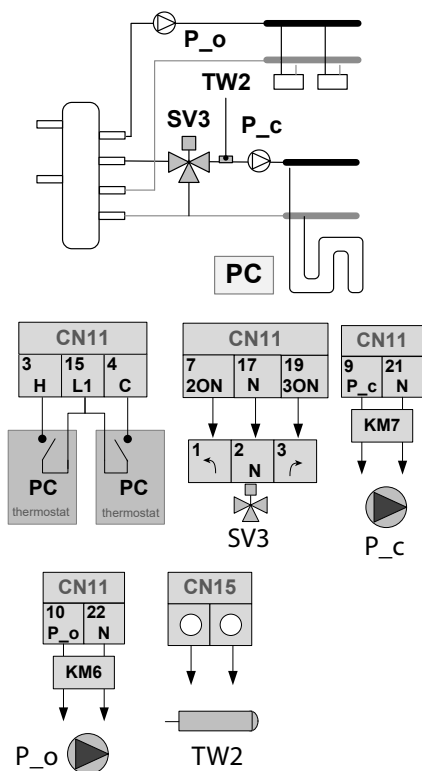 P_o
TW2
SV3
P_c
PC
CN11
3 15 4
H L1 C
PC PC
thermostat thermostat
CN11
7 17 19
2ON N 3ON
1 2 3
N
SV3
CN11
9 21
P_c N
KM7
P_c
CN11
10 22
P_o N
KM6
P_o
CN15
TW2